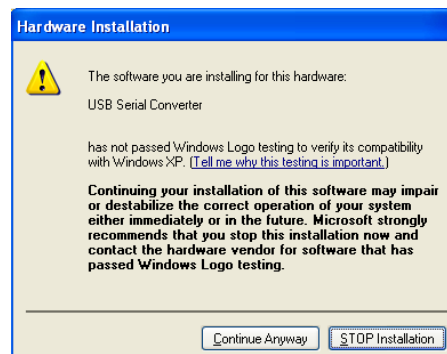 Hardware Installation
The software you are installing for this hardware:
USB Serial Converter
has not passed Windows Logo testing to verify its compatibility
with Windows XP. (Tell me why this testing is important.)
Continuing your installation of this software may impair
or destabilize the correct operation of your system
either immediately or in the future. Microsoft strongly
recommends that you stop this installation now and
contact the hardware vendor for software that has
passed Windows Logo testing.
Continue Anyway
STOP Installation